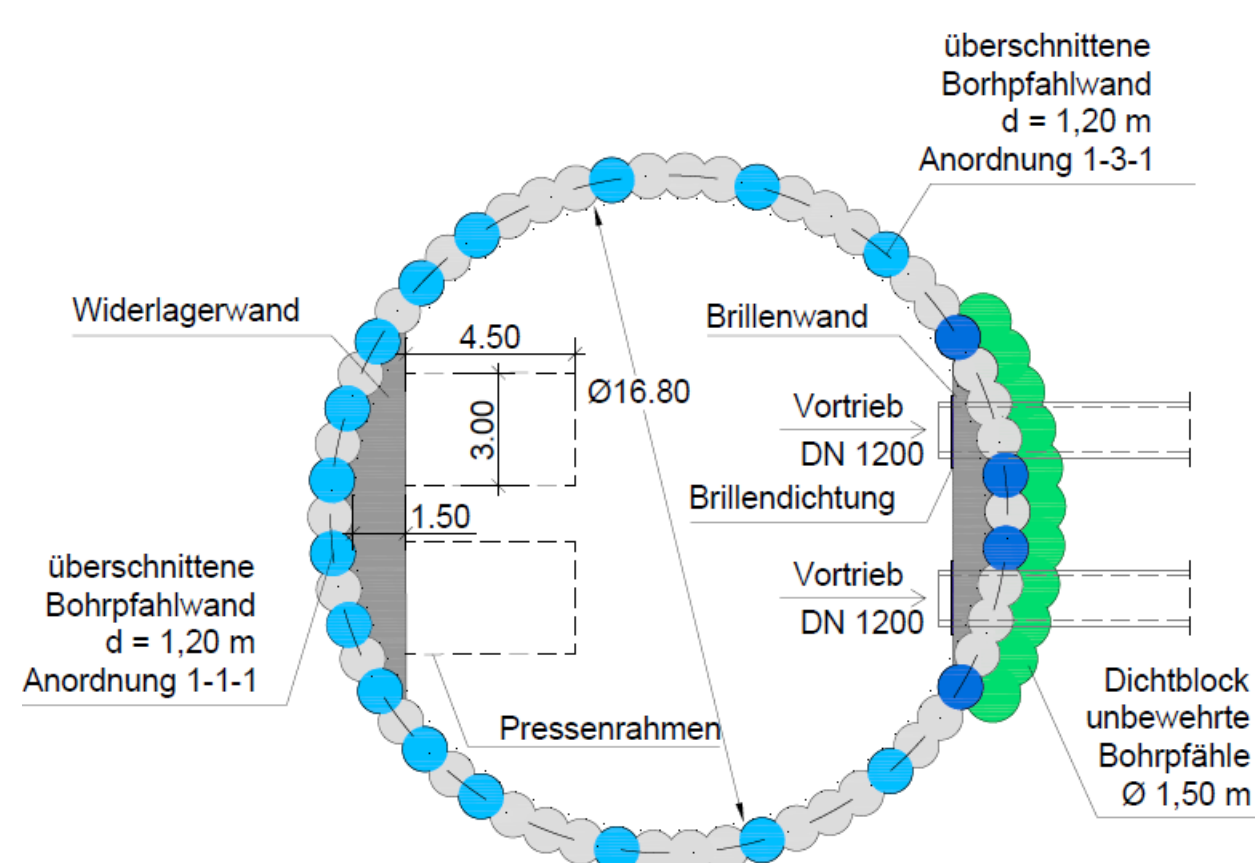 überschnittene
Borhpfahlwand
d = 1,20 m
Anordnung 1-3-1
Widerlagerwand
4.50
3.00
Ø16.80
1.50
Brillenwand
Vortrieb
DN 1200
Brillendichtung
Vortrieb
DN 1200
überschnittene
Bohrpfahlwand
d = 1,20 m
Anordnung 1-1-1
Pressenrahmen
Dichtblock
unbewehrte
Bohrpfähle
Ø 1,50 m